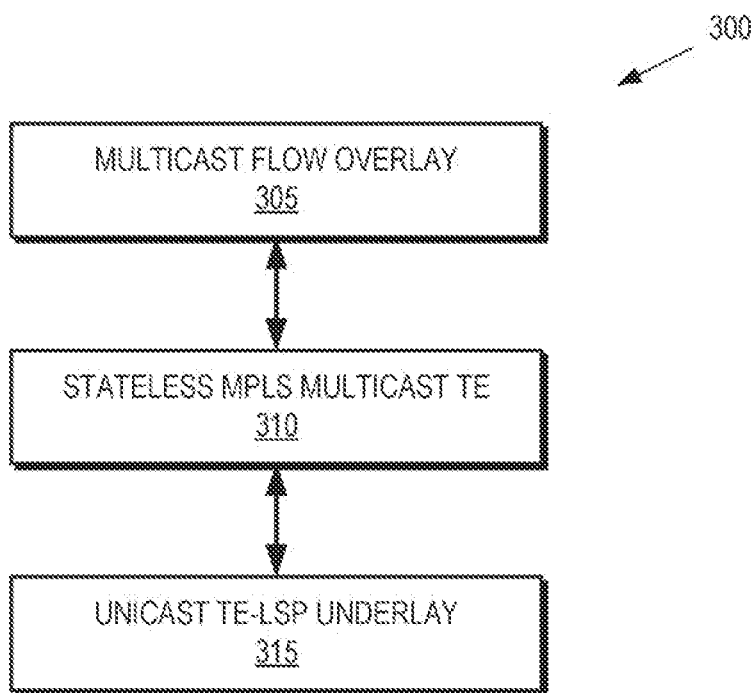 300
MULTICAST FLOW OVERLAY
305
STATELESS MPLS MULTICAST TE
310
UNICAST TE-LSP UNDERLAY
315